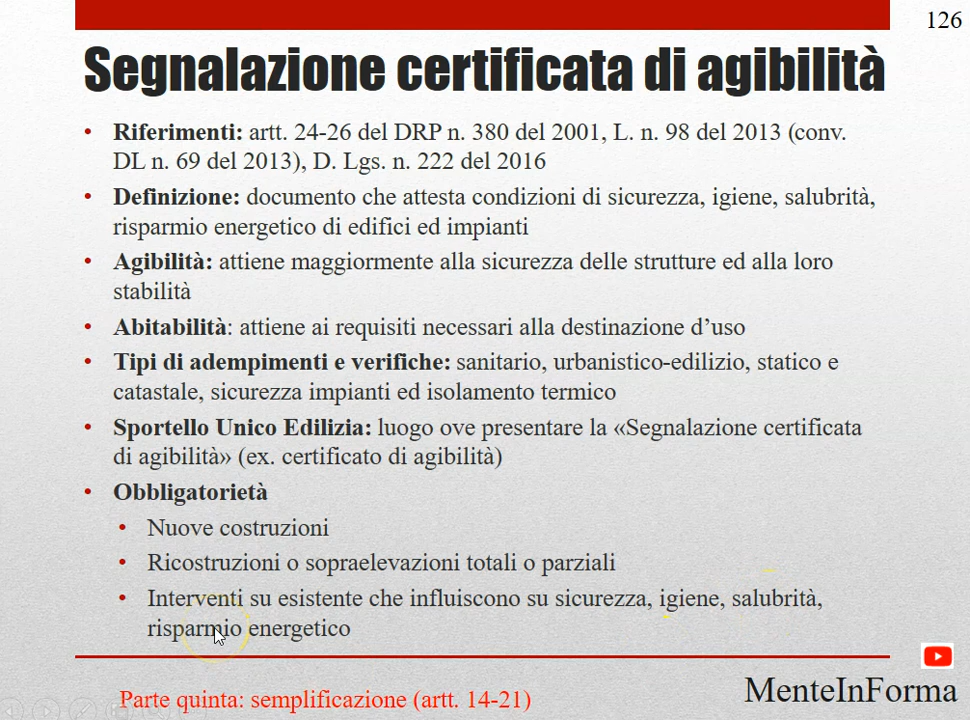 126
Segnalazione certificata di agibilità
• Riferimenti: artt. 24-26 del DRP n. 380 del 2001, L. n. 98 del 2013 (conv.
DL n. 69 del 2013), D. Lgs. n. 222 del 2016
• Definizione: documento che attesta condizioni di sicurezza, igiene, salubrità,
risparmio energetico di edifici ed impianti
• Agibilità: attiene maggiormente alla sicurezza delle strutture ed alla loro
stabilità
• Abitabilità: attiene ai requisiti necessari alla destinazione d’uso
• Tipi di adempimenti e verifiche: sanitario, urbanistico-edilizio, statico e
catastale, sicurezza impianti ed isolamento termico
• Sportello Unico Edilizia: luogo ove presentare la «Segnalazione certificata
di agibilità» (ex. certificato di agibilità)
• Obbligatorietà
• Nuove costruzioni
• Ricostruzioni o sopraelevazioni totali o parziali
• Interventi su esistente che influiscono su sicurezza, igiene, salubrità,
risparmio energetico
Parte quinta: semplificazione (artt. 14-21)
MenteInForma